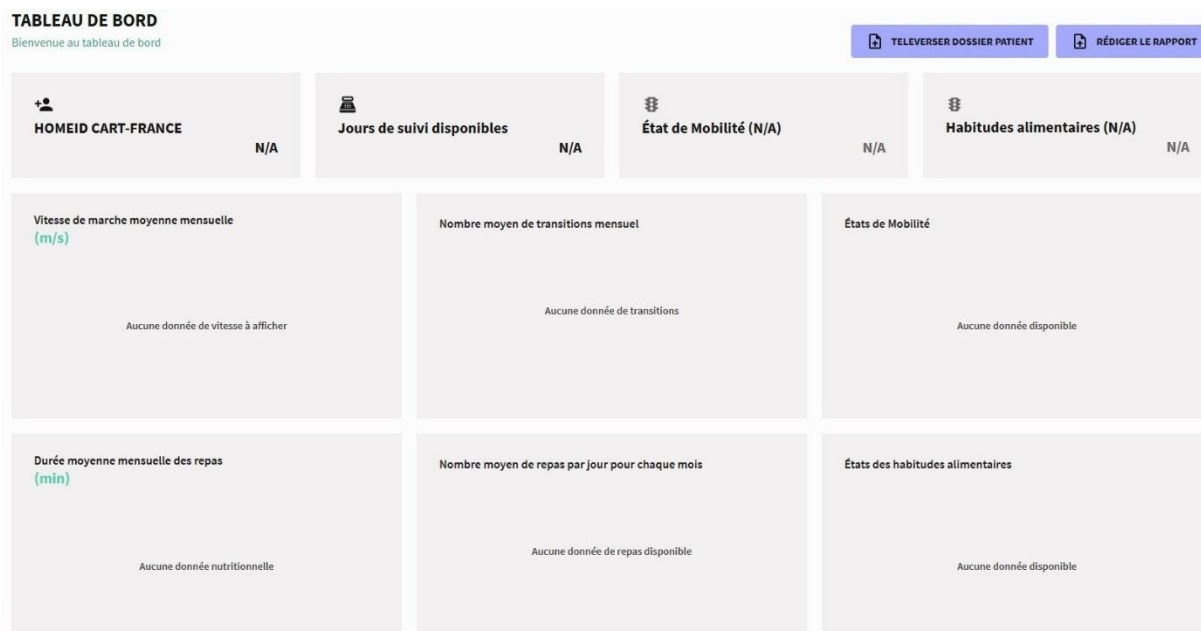 TABLEAU DE BORD
Bienvenue au tableau de bord
TELEVERSER DOSSIER PATIENT
RÉDIGER LE RAPPORT
HOMEID CART-FRANCE
N/A
Jours de suivi disponibles
N/A
État de Mobilité (N/A)
N/A
Habitudes alimentaires (N/A)
N/A
Vitesse de marche moyenne mensuelle
(m/s)
Aucune donnée de vitesse à afficher
Nombre moyen de transitions mensuel
Aucune donnée de transitions
États de Mobilité
Aucune donnée disponible
Durée moyenne mensuelle des repas
(min)
Aucune donnée nutritionnelle
Nombre moyen de repas par jour pour chaque mois
Aucune donnée de repas disponible
États des habitudes alimentaires
Aucune donnée disponible